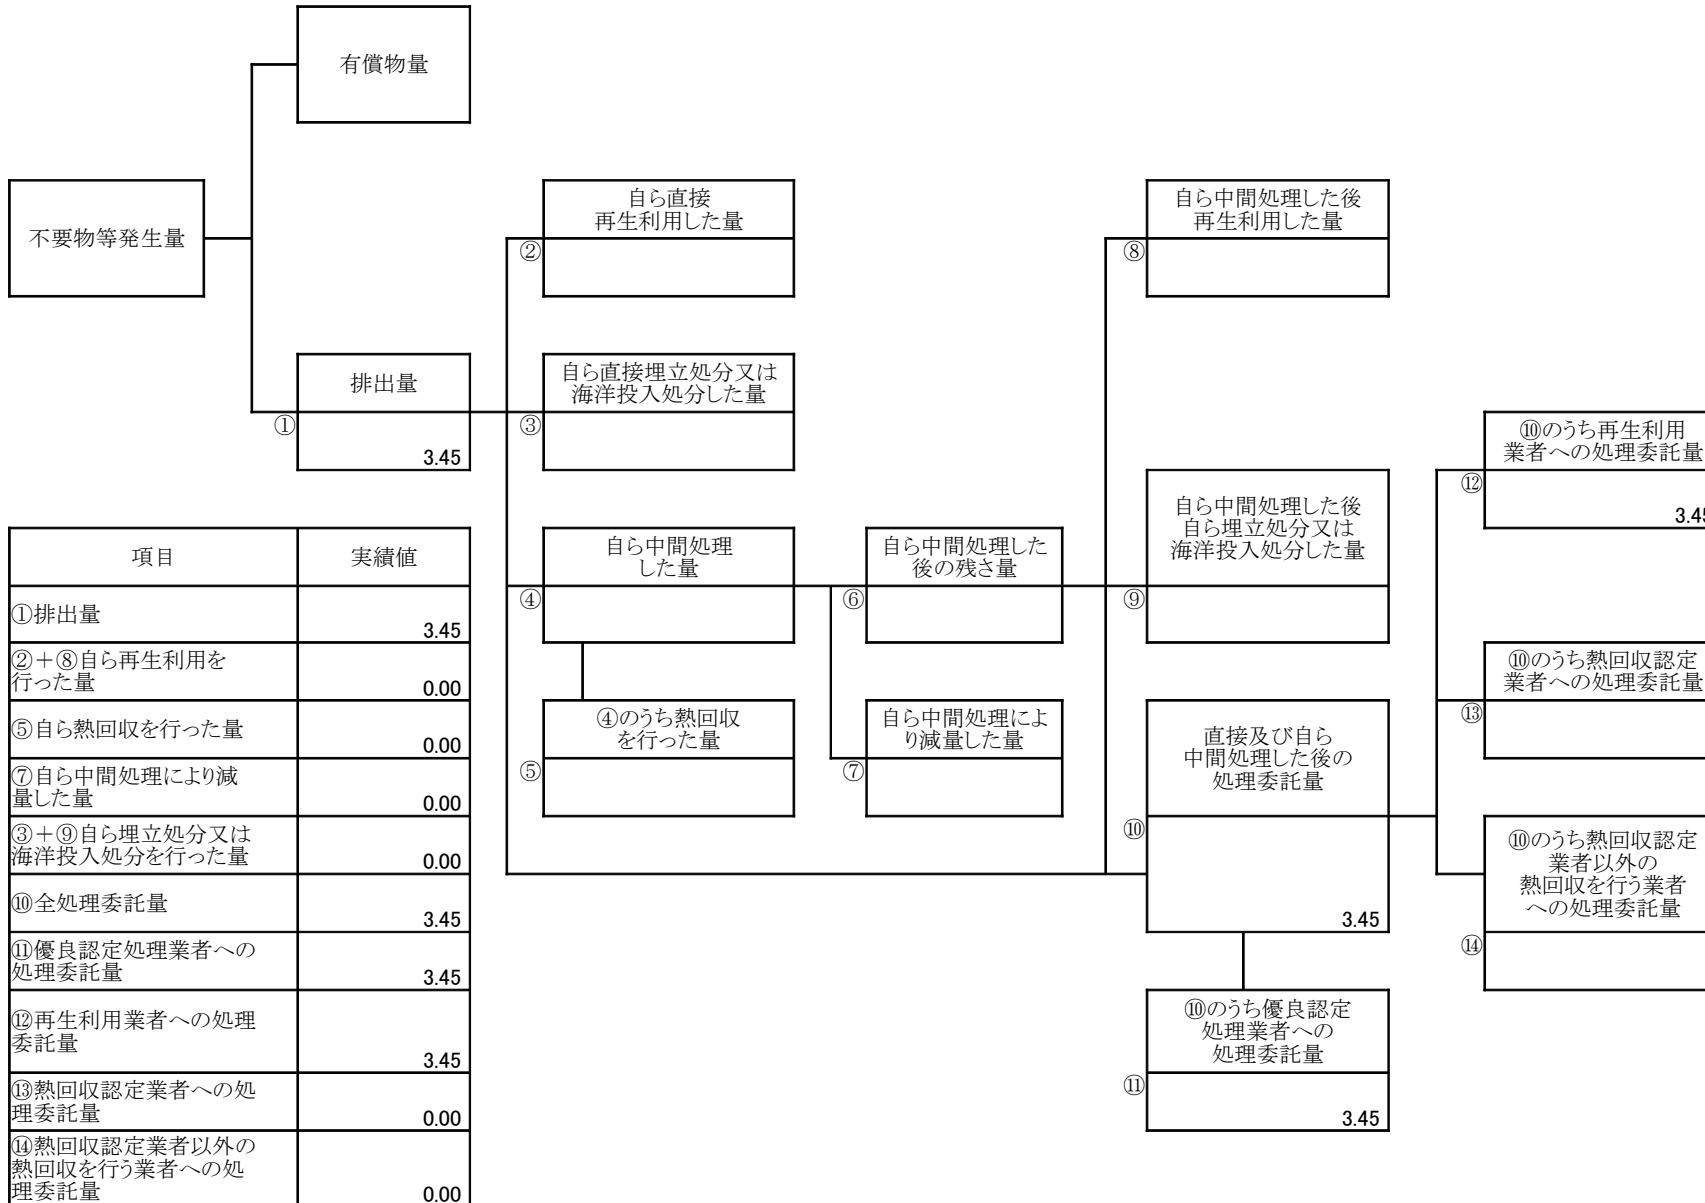 有償物量
不要物等発生量
自ら直接
再生利用した量
②
自ら中間処理した後
再生利用した量
⑧
排出量
①
3.45
自ら直接埋立処分又は
海洋投入処分した量
③
⑩のうち再生利用
業者への処理委託量
⑫
3.45
自ら中間処理した後
自ら埋立処分又は
海洋投入処分した量
⑨
自ら中間処理
した量
④
自ら中間処理した
後の残さ量
⑥
⑩のうち熱回収認定
業者への処理委託量
⑬
④のうち熱回収
を行った量
⑤
自ら中間処理によ
り減量した量
⑦
直接及び自ら
中間処理した後の
処理委託量
⑩
3.45
⑩のうち熱回収認定
業者以外の
熱回収を行う業者
への処理委託量
⑭
⑩のうち優良認定
処理業者への
処理委託量
⑪
3.45
項目 実績値
①排出量
3.45
②+⑧自ら再生利用を
行った量
0.00
⑤自ら熱回収を行った量
0.00
⑦自ら中間処理により減
量した量
0.00
③+⑨自ら埋立処分又は
海洋投入処分を行った量
0.00
⑩全処理委託量
3.45
⑪優良認定処理業者への
処理委託量
3.45
⑫再生利用業者への処理
委託量
3.45
⑬熱回収認定業者への処
理委託量
0.00
⑭熱回収認定業者以外の
熱回収を行う業者への処
理委託量
0.00